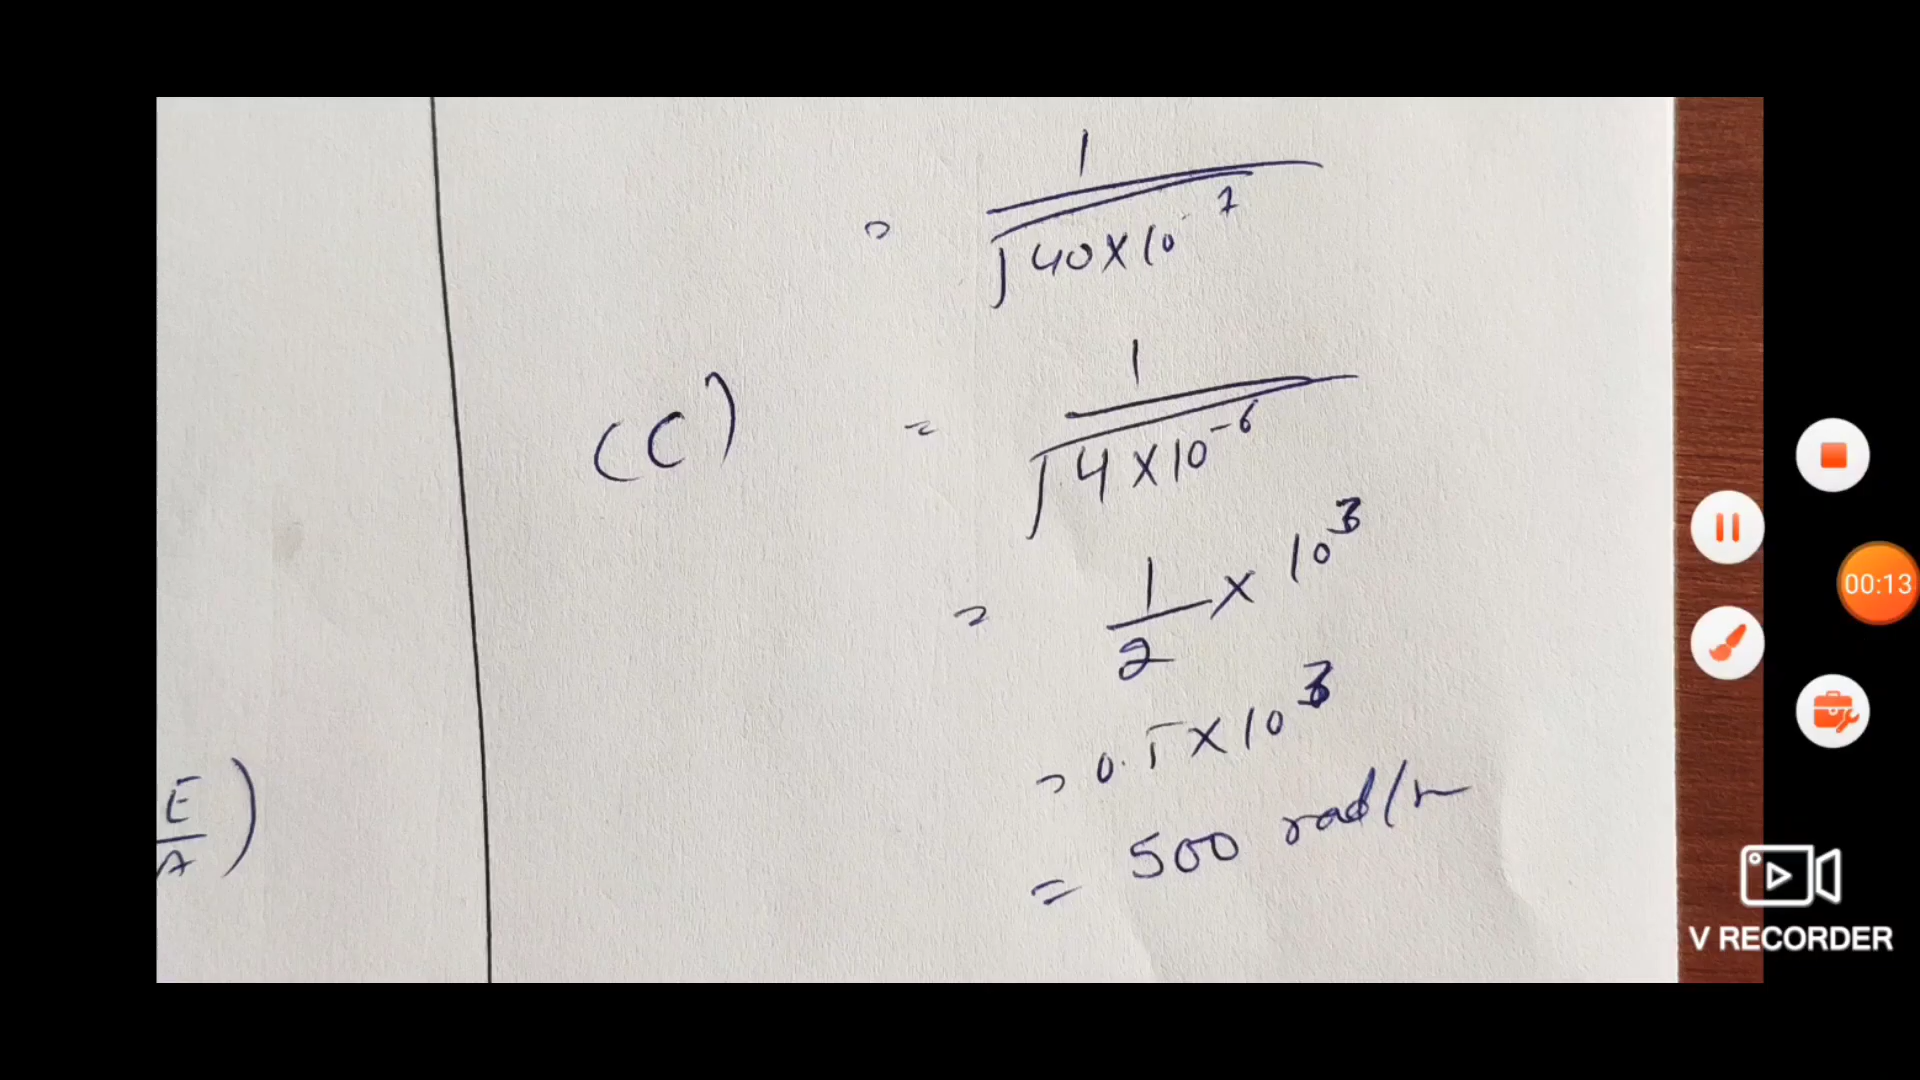 = 1/√(40×10⁻⁷)
(C) = 1/√(4×10⁻⁶)
= 1/2 × 10³
= 0.5×10³
= 500 rad/
E/A )
00:13
V RECORDER